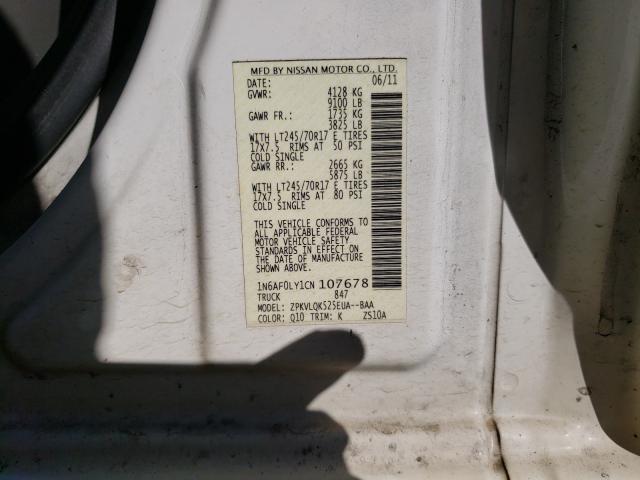 MFD BY NISSAN MOTOR CO., LTD.
DATE: 06/11
GVWR: 4128 KG
9100 LB
GAWR FR.: 1735 KG
3825 LB
WITH LT245/70R17 E TIRES
17X7.5 RIMS AT 50 PSI
COLD SINGLE
GAWR RR.: 2665 KG
5875 LB
WITH LT245/70R17 E TIRES
17X7.5 RIMS AT 80 PSI
COLD SINGLE
THIS VEHICLE CONFORMS TO
ALL APPLICABLE FEDERAL
MOTOR VEHICLE SAFETY
STANDARDS IN EFFECT ON
THE DATE OF MANUFACTURE
SHOWN ABOVE.
1N6AF0LY1CN 107678
TRUCK 847
MODEL: ZPKVLQK525EUA--BAA
COLOR: Q10 TRIM: K ZS10A